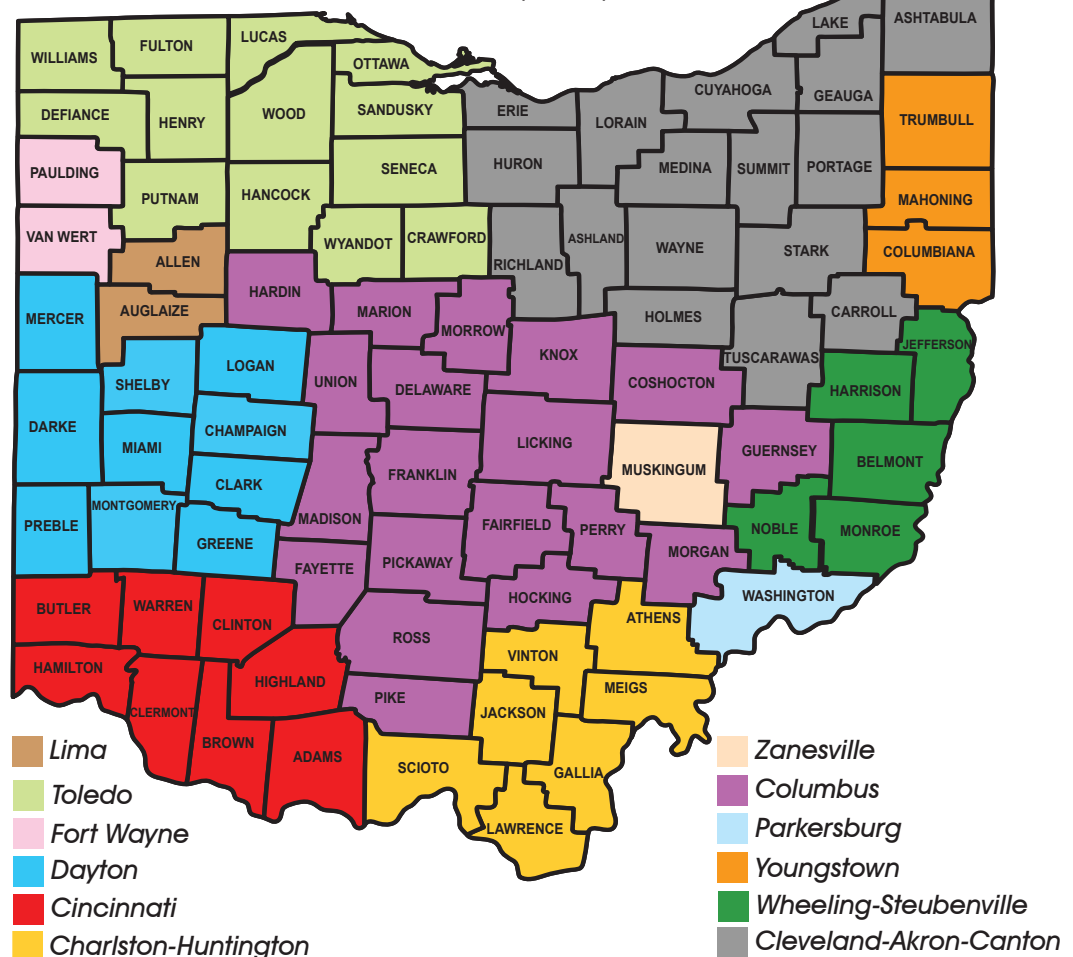 LAKE
ASHTABULA
LUCAS
FULTON
WILLIAMS
OTTAWA
CUYAHOGA
GEAUGA
ERIE
SANDUSKY
WOOD
DEFIANCE
HENRY
LORAIN
TRUMBULL
HURON
MEDINA
SUMMIT
PORTAGE
SENECA
PAULDING
PUTNAM
HANCOCK
MAHONING
VAN WERT
WYANDOT
CRAWFORD
ASHLAND
WAYNE
STARK
COLUMBIANA
ALLEN
RICHLAND
HARDIN
AUGLAIZE
MARION
CARROLL
MERCER
HOLMES
MORROW
JEFFERSON
KNOX
TUSCARAWAS
LOGAN
UNION
SHELBY
COSHOCTON
DELAWARE
HARRISON
DARKE
CHAMPAIGN
LICKING
MIAMI
GUERNSEY
BELMONT
MUSKINGUM
FRANKLIN
CLARK
MONTGOMERY
MADISON
PREBLE
FAIRFIELD
PERRY
NOBLE
MONROE
GREENE
MORGAN
PICKAWAY
FAYETTE
HOCKING
WASHINGTON
BUTLER
WARREN
CLINTON
ATHENS
ROSS
VINTON
HAMILTON
HIGHLAND
MEIGS
PIKE
CLERMONT
JACKSON
BROWN
ADAMS
SCIOTO
GALLIA
LAWRENCE
Lima
Toledo
Fort Wayne
Dayton
Cincinnati
Charlston-Huntington
Zanesville
Columbus
Parkersburg
Youngstown
Wheeling-Steubenville
Cleveland-Akron-Canton